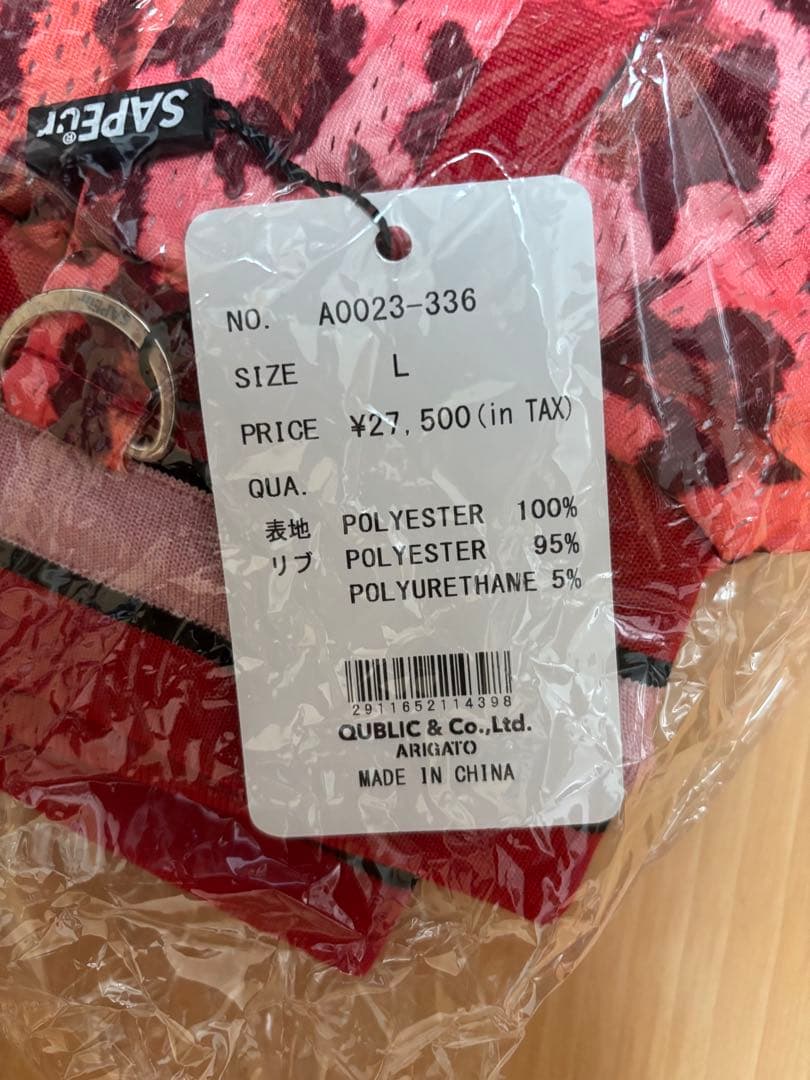 SAPEur®
NO. A0023-336
SIZE L
PRICE ¥27,500(in TAX)
QUA.
表地 POLYESTER 100%
リブ POLYESTER 95%
POLYURETHANE 5%
2911652114398
QUBLIC & Co.,Ltd.
ARIGATO
MADE IN CHINA